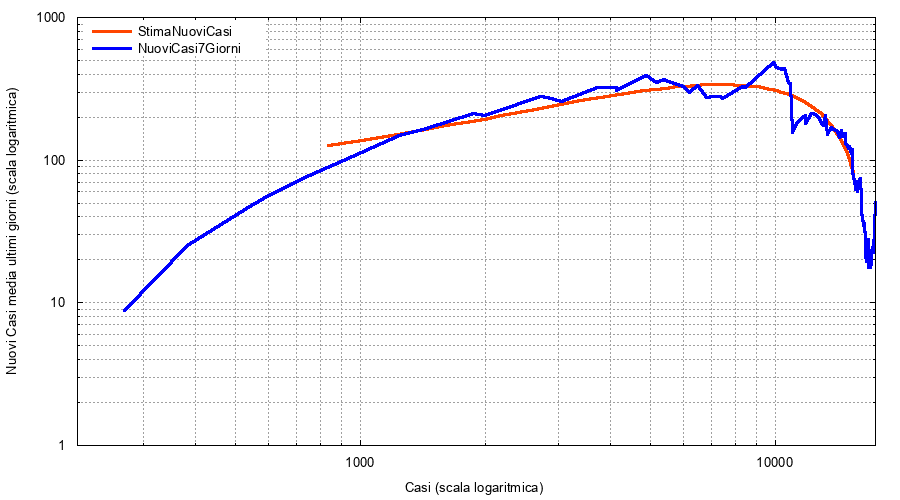 1000
StimaNuoviCasi
NuoviCasi7Giorni
100
10
1
Nuovi Casi media ultimi giorni (scala logaritmica)
1000
10000
Casi (scala logaritmica)